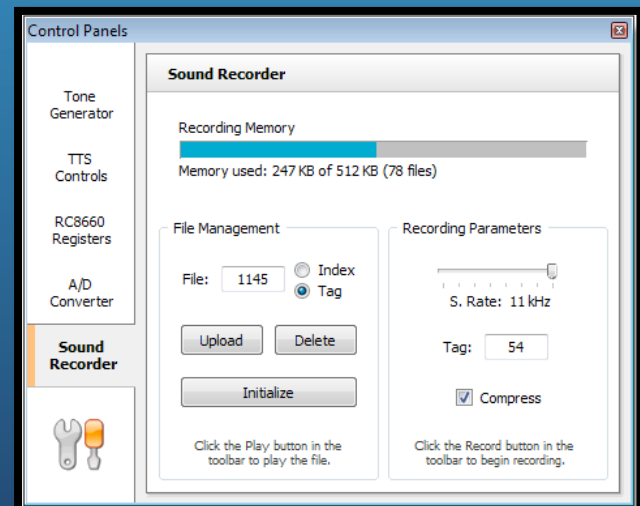 Control Panels
Tone
Generator
TTS
Controls
RC8660
Registers
A/D
Converter
Sound
Recorder
Sound Recorder
Recording Memory
Memory used: 247 KB of 512 KB (78 files)
File Management
File: 1145
Index
Tag
Upload Delete
Initialize
Click the Play button in the
toolbar to play the file.
Recording Parameters
S. Rate: 11 kHz
Tag: 54
Compress
Click the Record button in the
toolbar to begin recording.